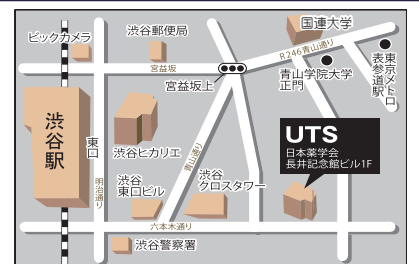 国連大学
渋谷郵便局
ビックカメラ
R246青山通り
宮益坂
宮益坂上
青山学院大学
正門
東京メトロ
表参道駅
渋谷駅
東口
渋谷ヒカリエ
青山通り
UTS
日本薬学会
長井記念館ビル1F
明治通り
渋谷
東口ビル
渋谷
クロスタワー
六本木通り
渋谷警察署